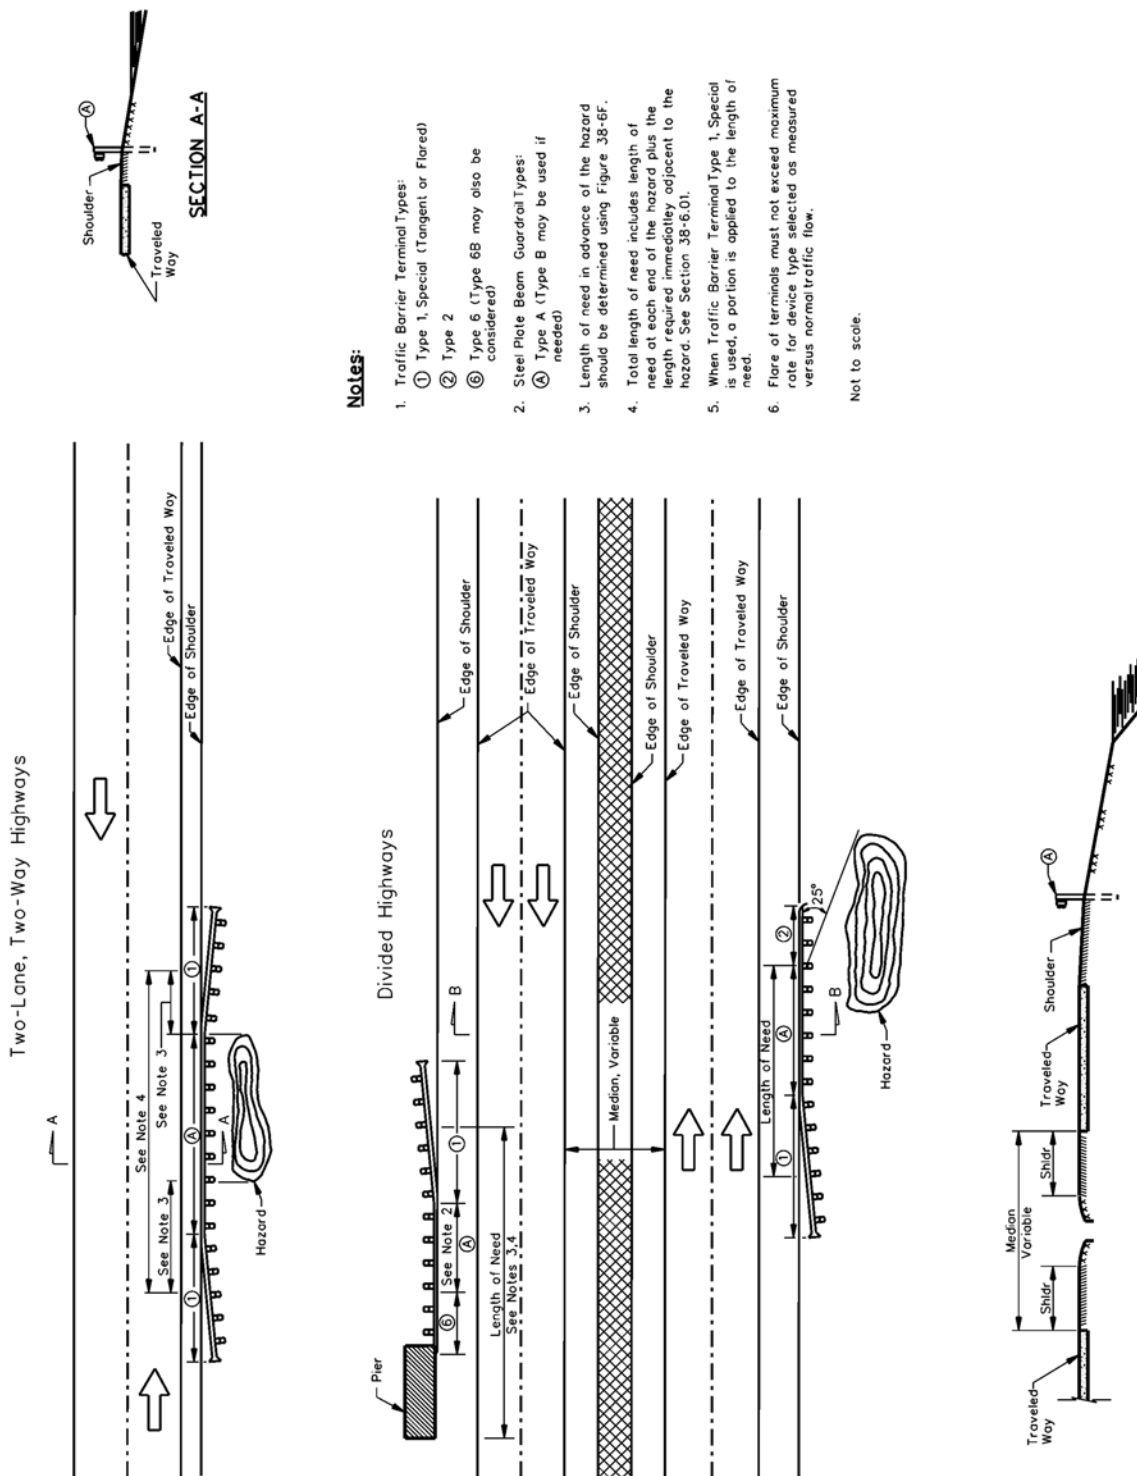 Two-Lane, Two-Way Highways
A
A
See Note 4
See Note 3
See Note 3
1
A
1
Hazard
Edge of Traveled Way
Edge of Shoulder
Shoulder
A
Traveled
Way
SECTION A-A
Divided Highways
Pier
6
See Note 2
A
1
Length of Need
See Notes 3,4
B
Edge of Shoulder
Edge of Traveled Way
Edge of Shoulder
Median, Variable
Edge of Shoulder
Edge of Traveled Way
Edge of Traveled Way
Edge of Shoulder
Length of Need
1
A
2
25°
B
Hazard
Notes:
1. Traffic Barrier Terminal Types:
1 Type 1, Special (Tangent or Flared)
2 Type 2
6 Type 6 (Type 6B may also be
considered)
2. Steel Plate Beam Guardrail Types:
A Type A (Type B may be used if
needed)
3. Length of need in advance of the hazard
should be determined using Figure 38-6F.
4. Total length of need includes length of
need at each end of the hazard plus the
length required immediatley adjacent to the
hazard. See Section 38-6.01.
5. When Traffic Barrier Terminal Type 1, Special
is used, a portion is applied to the length of
need.
6. Flare of terminals must not exceed maximum
rate for device type selected as measured
versus normal traffic flow.
Not to scale.
Traveled
Way
Shldr
Median
Variable
Shldr
Traveled
Way
Shoulder
A